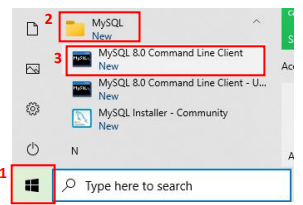 2
MySQL
New
3
MySQL 8.0 Command Line Client
New
MySQL 8.0 Command Line Client - U...
New
MySQL Installer - Community
New
N
1
Type here to search